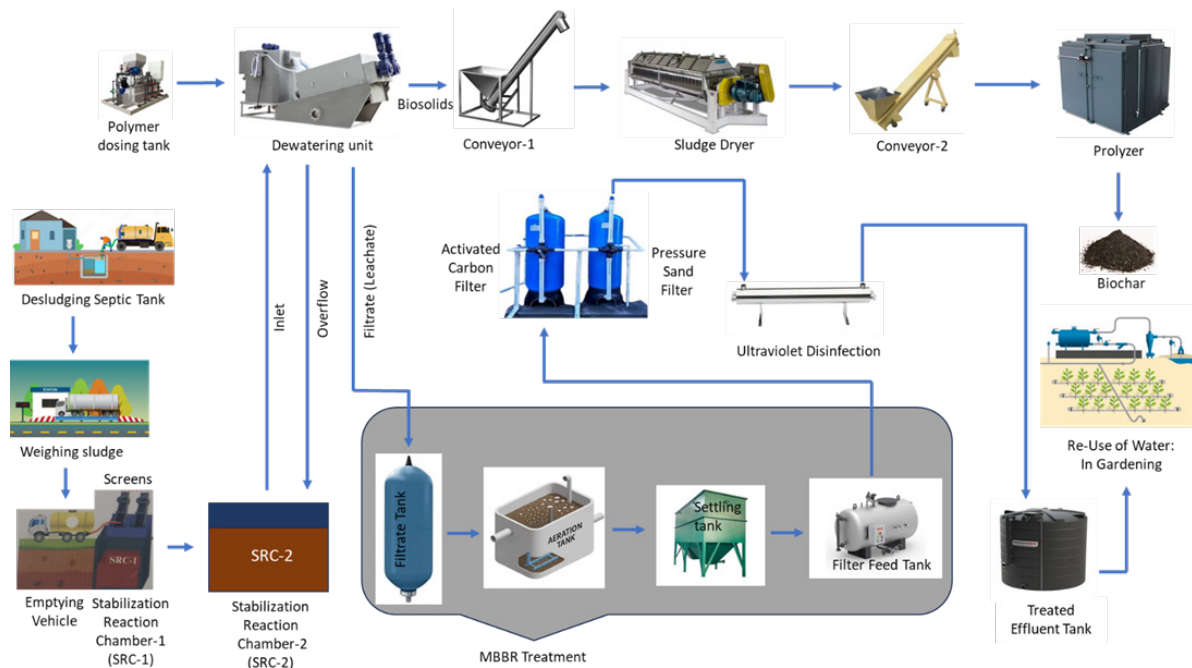 Polymer
dosing tank
Dewatering unit
Biosolids
Conveyor-1
Sludge Dryer
Conveyor-2
Prolyzer
Desludging Septic Tank
Inlet
Overflow
Filtrate (Leachate)
Activated
Carbon
Filter
Pressure
Sand
Filter
Ultraviolet Disinfection
Biochar
Weighing sludge
Re-Use of Water:
In Gardening
Screens
SRC-1
Emptying
Vehicle
Stabilization
Reaction
Chamber-1
(SRC-1)
SRC-2
Stabilization
Reaction
Chamber-2
(SRC-2)
Filtrate Tank
AERATION
TANK
Settling
tank
Filter Feed Tank
MBBR Treatment
Treated
Effluent Tank